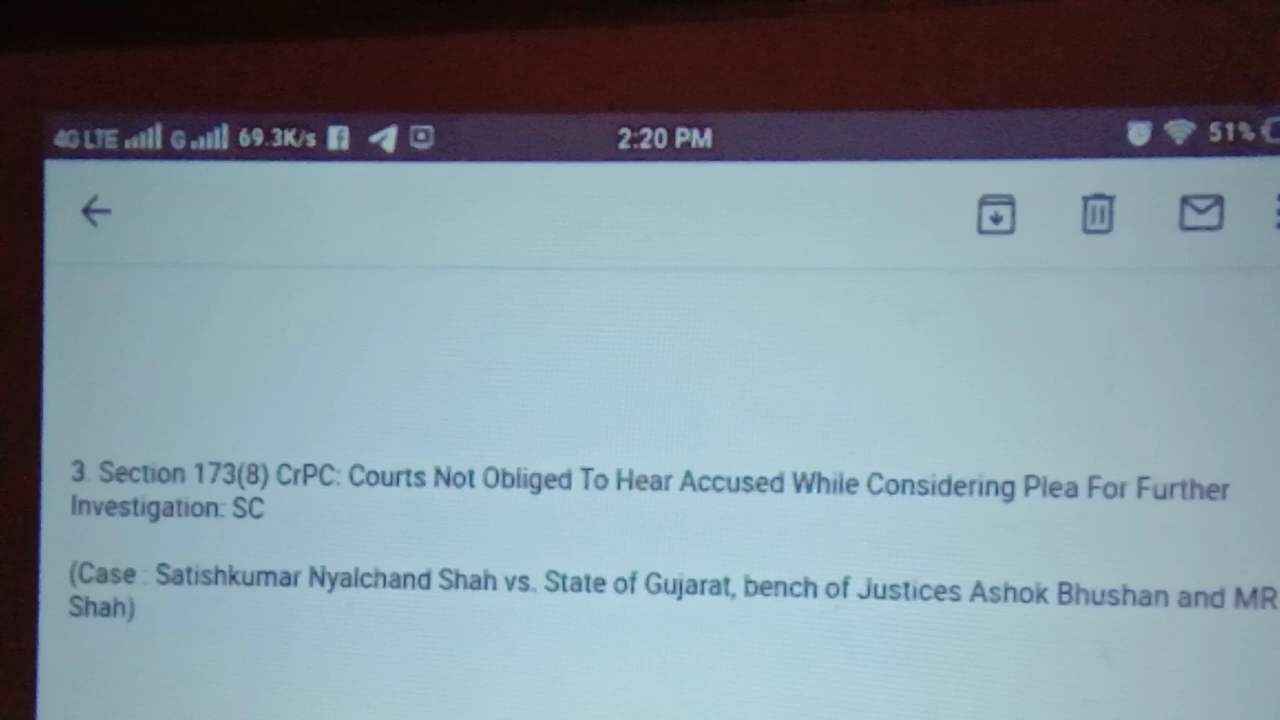 4G LTE G 69.3K/s 2:20 PM 51%
3. Section 173(8) CrPC: Courts Not Obliged To Hear Accused While Considering Plea For Further
Investigation: SC
(Case : Satishkumar Nyalchand Shah vs. State of Gujarat, bench of Justices Ashok Bhushan and MR
Shah)